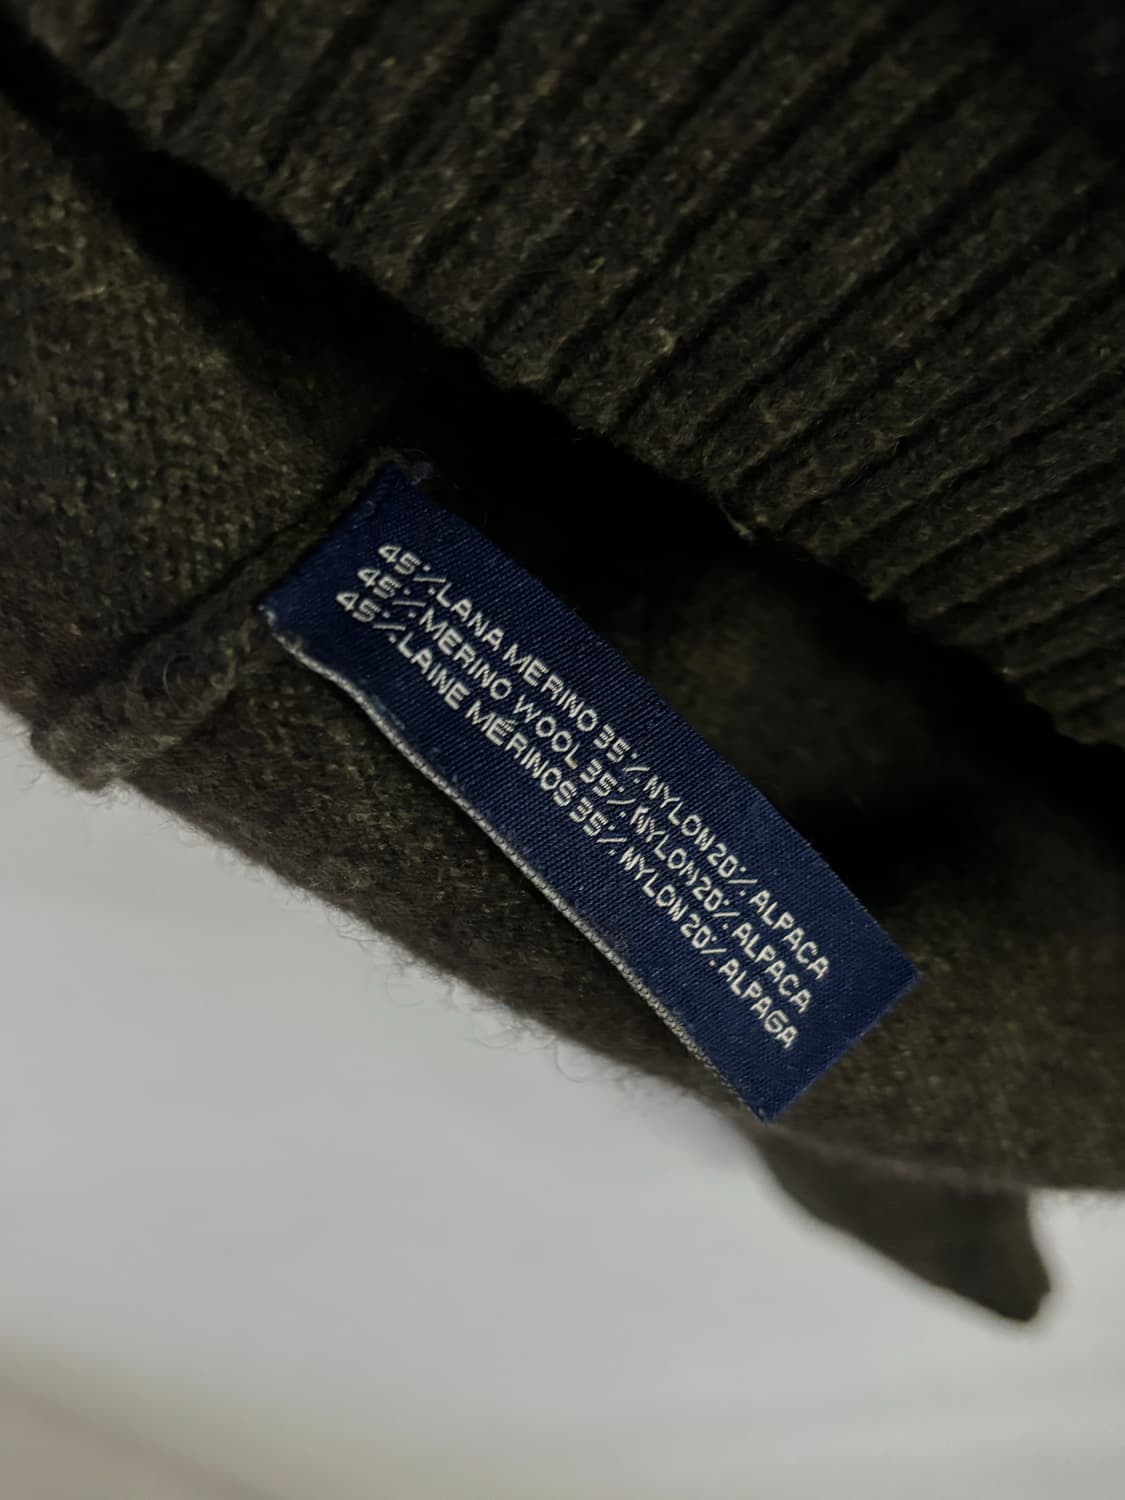 45% LANA MERINO 35% NYLON 20% ALPACA
45% MERINO WOOL 35% NYLON 20% ALPACA
45% LAINE MÉRINOS 35% NYLON 20% ALPAGA